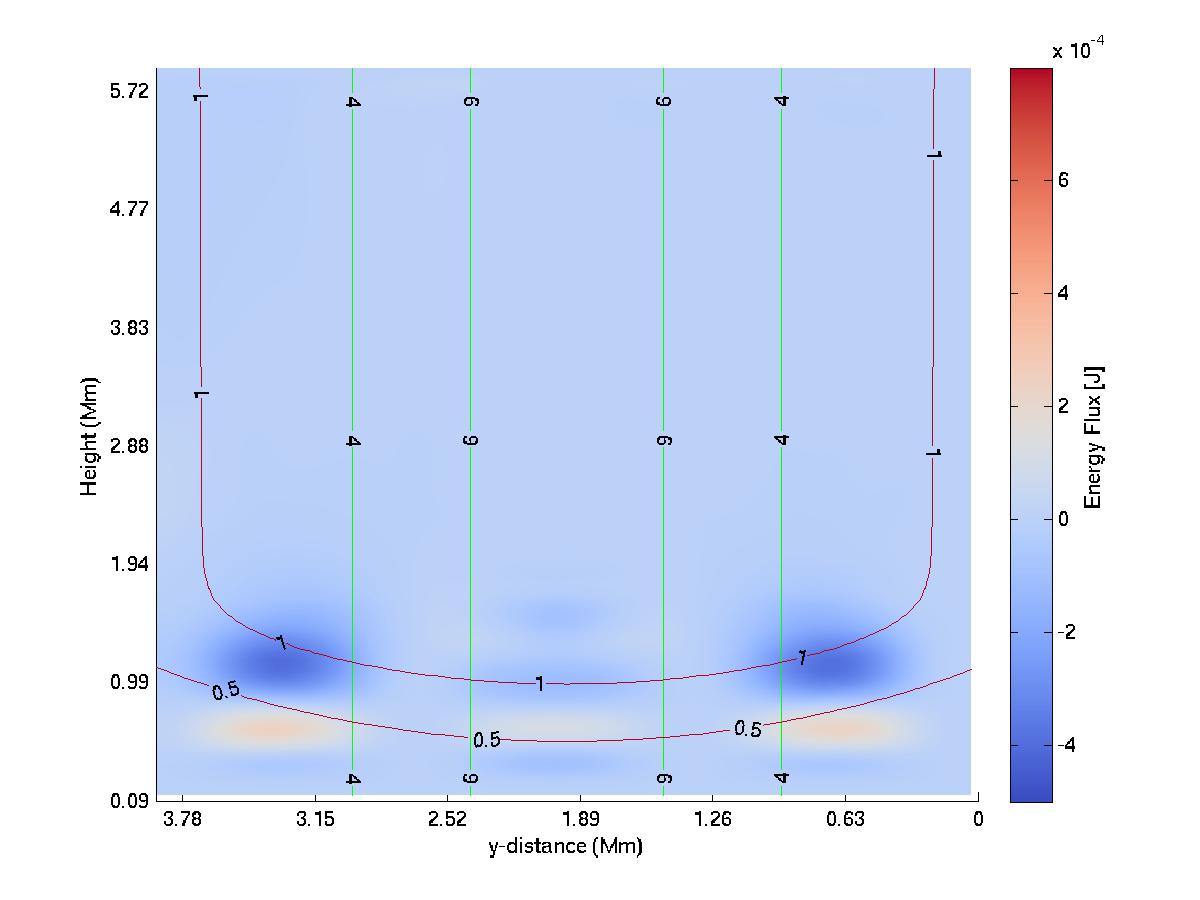 x 10^-4
5.72 1 4 6 6 4
1
4.77
6
3.83
4
1
2
2.88 4 6 6 4 1
0
1.94
-2
1 1
0.99 1
0.5
0.5 0.5
-4
4 6 6 4
0.09
3.78 3.15 2.52 1.89 1.26 0.63 0
y-distance (Mm)
Height (Mm)
Energy Flux [J]